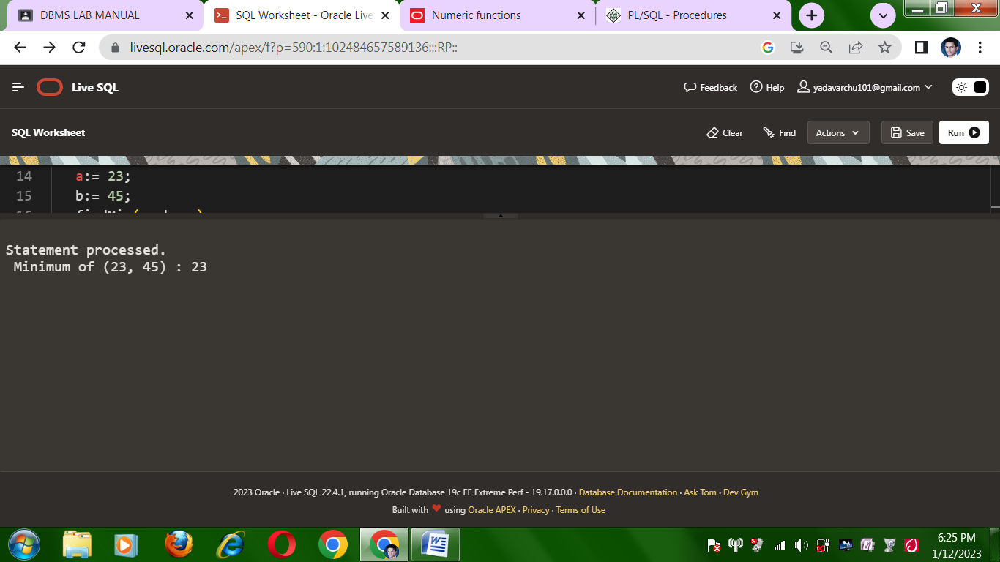 DBMS LAB MANUAL
SQL Worksheet - Oracle Live
Numeric functions
PL/SQL - Procedures
livesql.oracle.com/apex/f?p=590:1:102484657589136:::RP::
Live SQL
Feedback
Help
yadavarchu101@gmail.com
SQL Worksheet
Clear
Find
Actions
Save
Run
14 a:= 23;
15 b:= 45;
Statement processed.
Minimum of (23, 45) : 23
2023 Oracle · Live SQL 22.4.1, running Oracle Database 19c EE Extreme Perf - 19.17.0.0.0 · Database Documentation · Ask Tom · Dev Gym
Built with ♥ using Oracle APEX · Privacy · Terms of Use
6:25 PM
1/12/2023